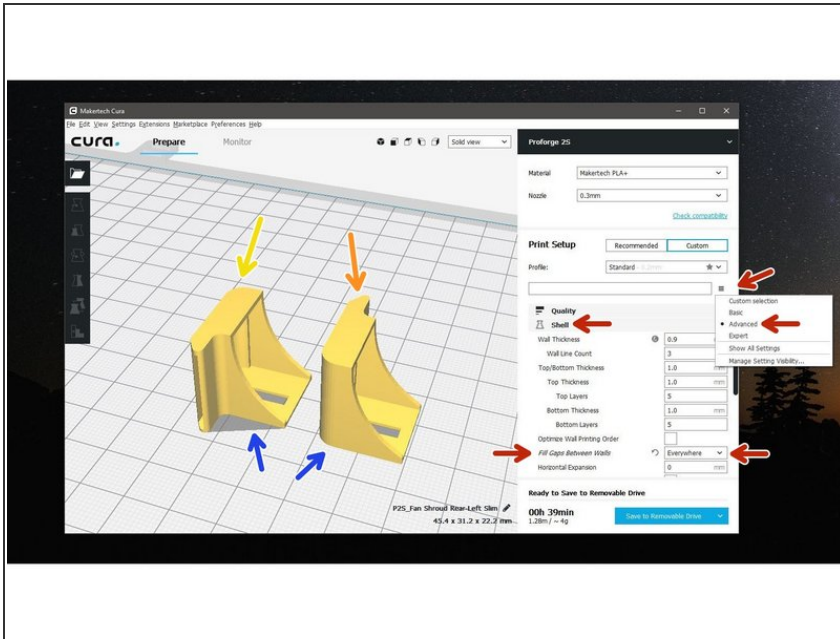 Makertech Cura
File Edit View Settings Extensions Marketplace Preferences Help
cura. Prepare Monitor Solid view
Proforge 2S
Material Makertech PLA+
Nozzle 0.3mm
Check compatibility
Print Setup Recommended Custom
Profile: Standard - 0.2mm
Custom selection
Basic
Advanced
Expert
Show All Settings
Manage Setting Visibility...
Quality
Shell
Wall Thickness 0.9
Wall Line Count 3
Top/Bottom Thickness 1.0 mm
Top Thickness 1.0 mm
Top Layers 5
Bottom Thickness 1.0 mm
Bottom Layers 5
Optimize Wall Printing Order
Fill Gaps Between Walls Everywhere
Horizontal Expansion 0 mm
P2S_Fan Shroud Rear-Left Slim
45.4 x 31.2 x 22.2 mm
Ready to Save to Removable Drive
00h 39min
1.28m / ~ 4g
Save to Removable Drive